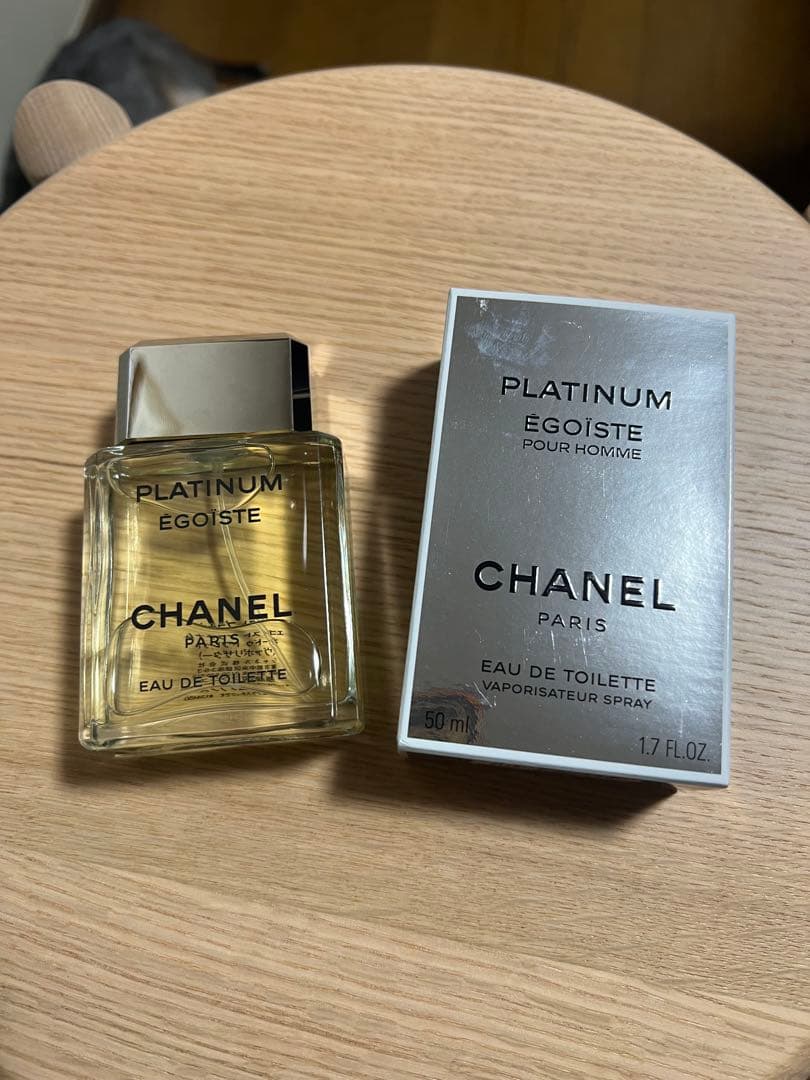 PLATINUM
ÉGOÏSTE
CHANEL
PARIS
EAU DE TOILETTE
PLATINUM
ÉGOÏSTE
POUR HOMME
CHANEL
PARIS
EAU DE TOILETTE
VAPORISATEUR SPRAY
50 ml
1.7 FL.OZ.